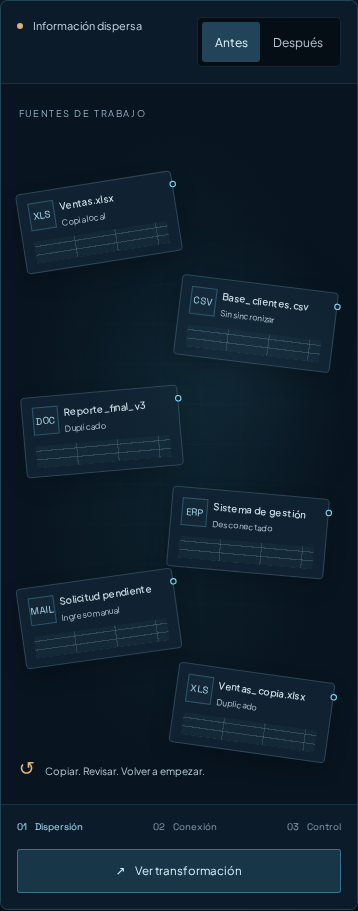 Información dispersa
Antes
Después
FUENTES DE TRABAJO
XLS
Ventas.xlsx
Copia local
CSV
Base_clientes.csv
Sin sincronizar
DOC
Reporte_final_v3
Duplicado
ERP
Sistema de gestión
Desconectado
MAIL
Solicitud pendiente
Ingreso manual
XLS
Ventas_copia.xlsx
Duplicado
Copiar. Revisar. Volver a empezar.
01 Dispersión
02 Conexión
03 Control
↗ Ver transformación